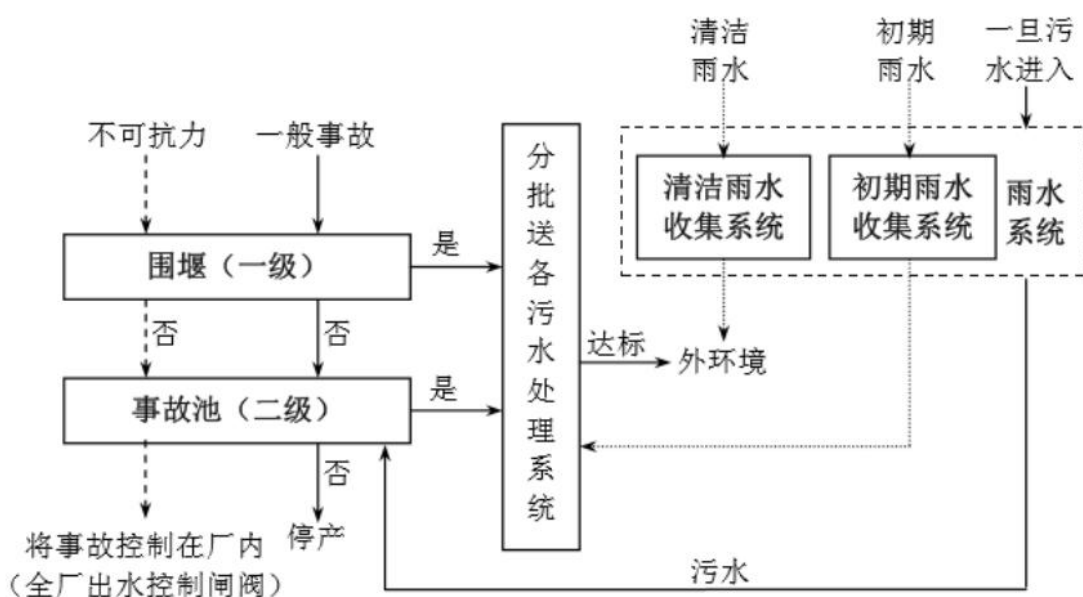 清洁
雨水
初期
雨水
一旦污
水进入
不可抗力
一般事故
分批送各污水处理系统
清洁雨水
收集系统
初期雨水
收集系统
雨水
系统
围堰（一级）
是
否
否
达标
外环境
事故池（二级）
是
否
将事故控制在厂内
（全厂出水控制闸阀）
停产
污水